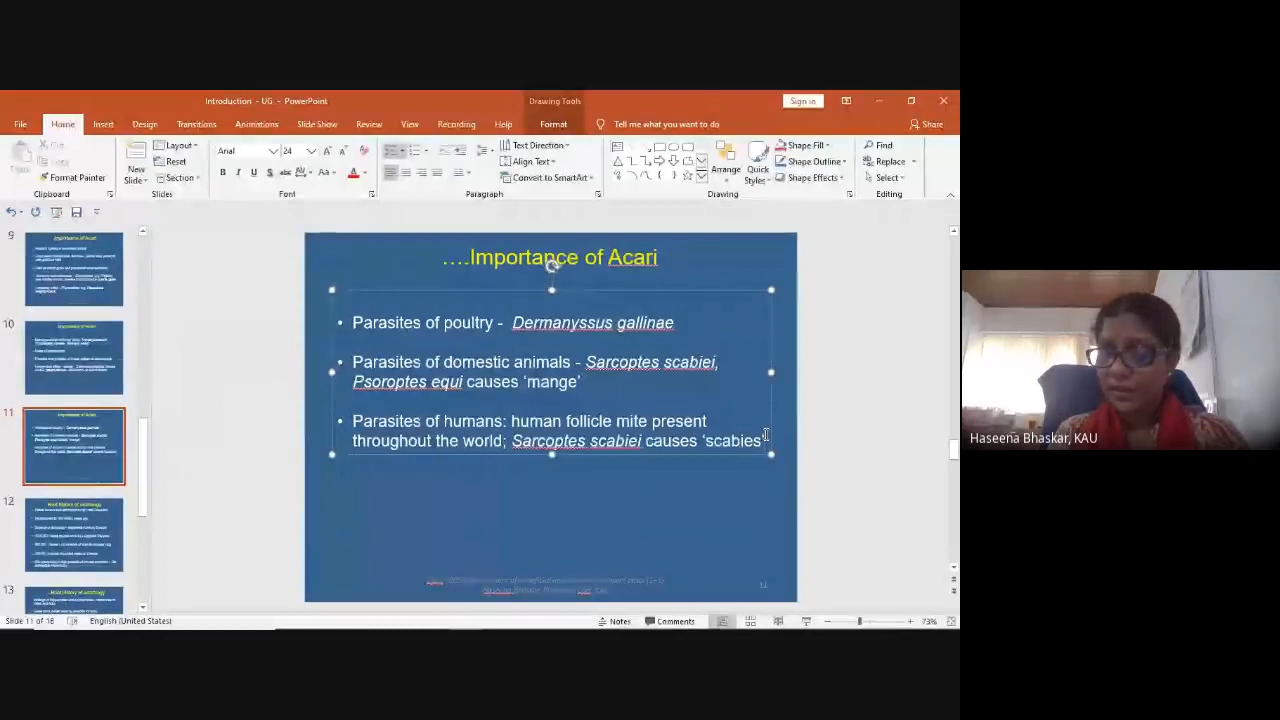 Introduction - UG - PowerPoint
Drawing Tools
Sign in
File Home Insert Design Transitions Animations Slide Show Review View Recording Help Format Tell me what you want to do Share
Format Painter
Clipboard
New Slide
Layout
Reset
Section
Slides
Arial 24
Font
Text Direction
Align Text
Convert to SmartArt
Paragraph
Arrange
Quick Styles
Shape Fill
Shape Outline
Shape Effects
Drawing
Find
Replace
Select
Editing
9
10
11
12
13
….Importance of Acari
• Parasites of poultry - Dermanyssus gallinae
• Parasites of domestic animals - Sarcoptes scabiei,
Psoroptes equi causes ‘mange’
• Parasites of humans: human follicle mite present
throughout the world; Sarcoptes scabiei causes ‘scabies’
11
Haseena Bhaskar, KAU
Slide 11 of 16 English (United States) Notes Comments 73%